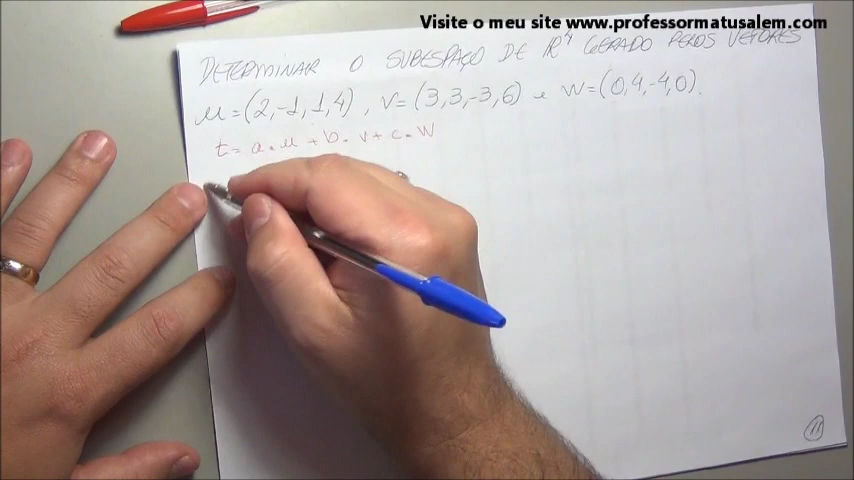 Visite o meu site www.professormatusalem.com
DETERMINAR O SUBESPAÇO DE R⁴ GERADO PELOS VETORES
u=(2,-1,1,4), v=(3,3,-3,6) e w=(0,4,-4,0).
t= a.u + b.v + c.w
11